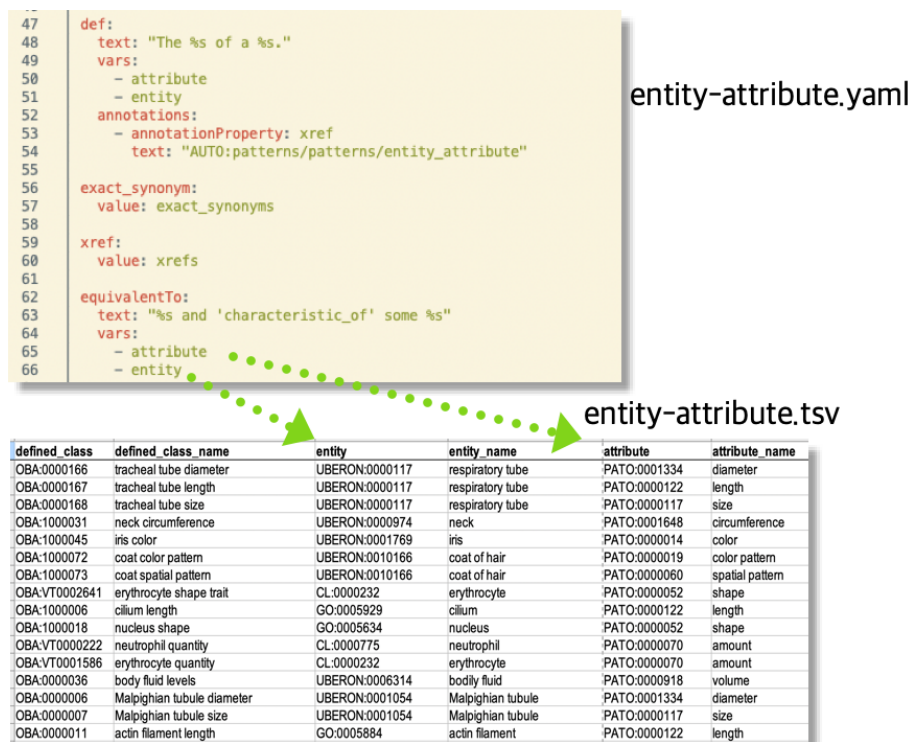 47 def:
48 text: "The %s of a %s."
49 vars:
50 - attribute
51 - entity
52 annotations:
53 - annotationProperty: xref
54 text: "AUTO:patterns/patterns/entity_attribute"
55
56 exact_synonym:
57 value: exact_synonyms
58
59 xref:
60 value: xrefs
61
62 equivalentTo:
63 text: "%s and 'characteristic_of' some %s"
64 vars:
65 - attribute
66 - entity
entity-attribute.yaml
entity-attribute.tsv
defined_class defined_class_name entity entity_name attribute attribute_name
OBA:0000166 tracheal tube diameter UBERON:0000117 respiratory tube PATO:0001334 diameter
OBA:0000167 tracheal tube length UBERON:0000117 respiratory tube PATO:0000122 length
OBA:0000168 tracheal tube size UBERON:0000117 respiratory tube PATO:0000117 size
OBA:1000031 neck circumference UBERON:0000974 neck PATO:0001648 circumference
OBA:1000045 iris color UBERON:0001769 iris PATO:0000014 color
OBA:1000072 coat color pattern UBERON:0010166 coat of hair PATO:0000019 color pattern
OBA:1000073 coat spatial pattern UBERON:0010166 coat of hair PATO:0000060 spatial pattern
OBA:VT0002641 erythrocyte shape trait CL:0000232 erythrocyte PATO:0000052 shape
OBA:1000006 cilium length GO:0005929 cilium PATO:0000122 length
OBA:1000018 nucleus shape GO:0005634 nucleus PATO:0000052 shape
OBA:VT0000222 neutrophil quantity CL:0000775 neutrophil PATO:0000070 amount
OBA:VT0001586 erythrocyte quantity CL:0000232 erythrocyte PATO:0000070 amount
OBA:0000036 body fluid levels UBERON:0006314 bodily fluid PATO:0000918 volume
OBA:0000006 Malpighian tubule diameter UBERON:0001054 Malpighian tubule PATO:0001334 diameter
OBA:0000007 Malpighian tubule size UBERON:0001054 Malpighian tubule PATO:0000117 size
OBA:0000011 actin filament length GO:0005884 actin filament PATO:0000122 length